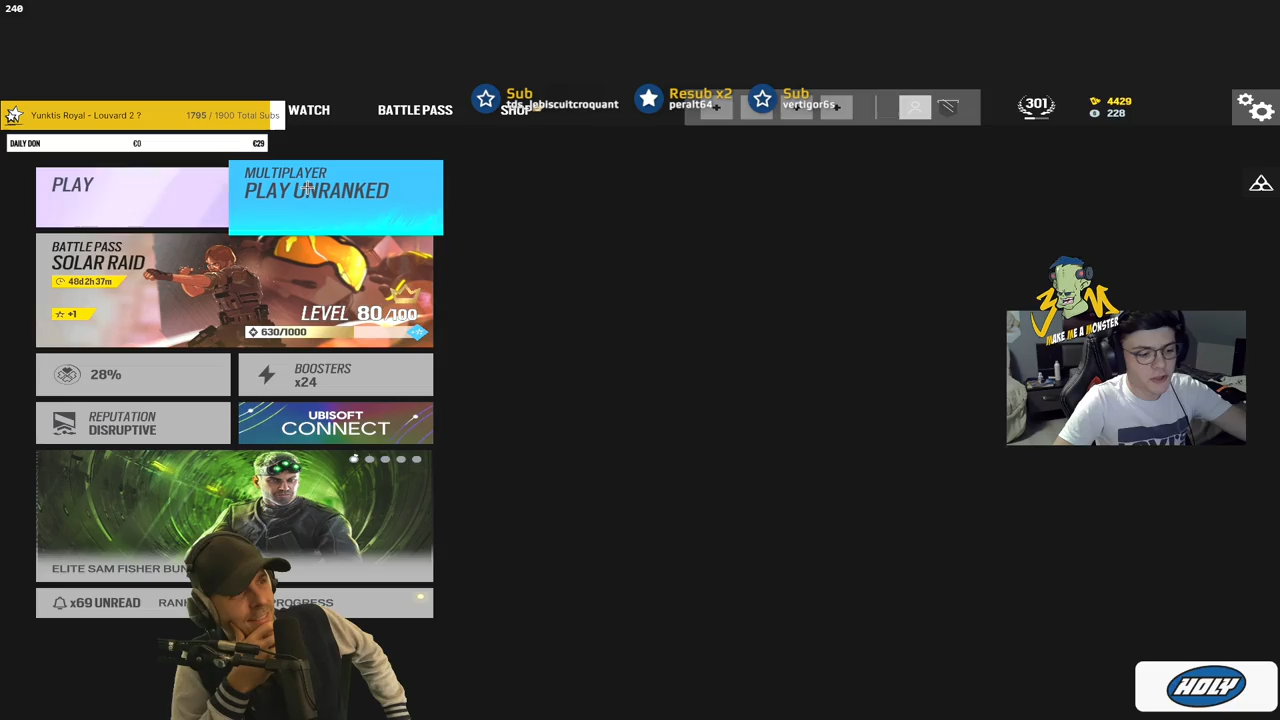 240
Sub
tds_lebiscuitcroquant
Resub x2
peralt64
Sub
vertigor6s
Yunktis Royal - Louvard 2 ?
1795 / 1900 Total Subs
WATCH
BATTLE PASS
SHOP
301
4429
228
DAILY DON
€0
€29
PLAY
MULTIPLAYER
PLAY UNRANKED
BATTLE PASS
SOLAR RAID
48d 2h 37m
+1
LEVEL 80/100
630/1000
28%
BOOSTERS
x24
REPUTATION
DISRUPTIVE
UBISOFT
CONNECT
MAKE ME A MONSTER
ELITE SAM FISHER BUN
x69 UNREAD
PROGRESS
HOLY